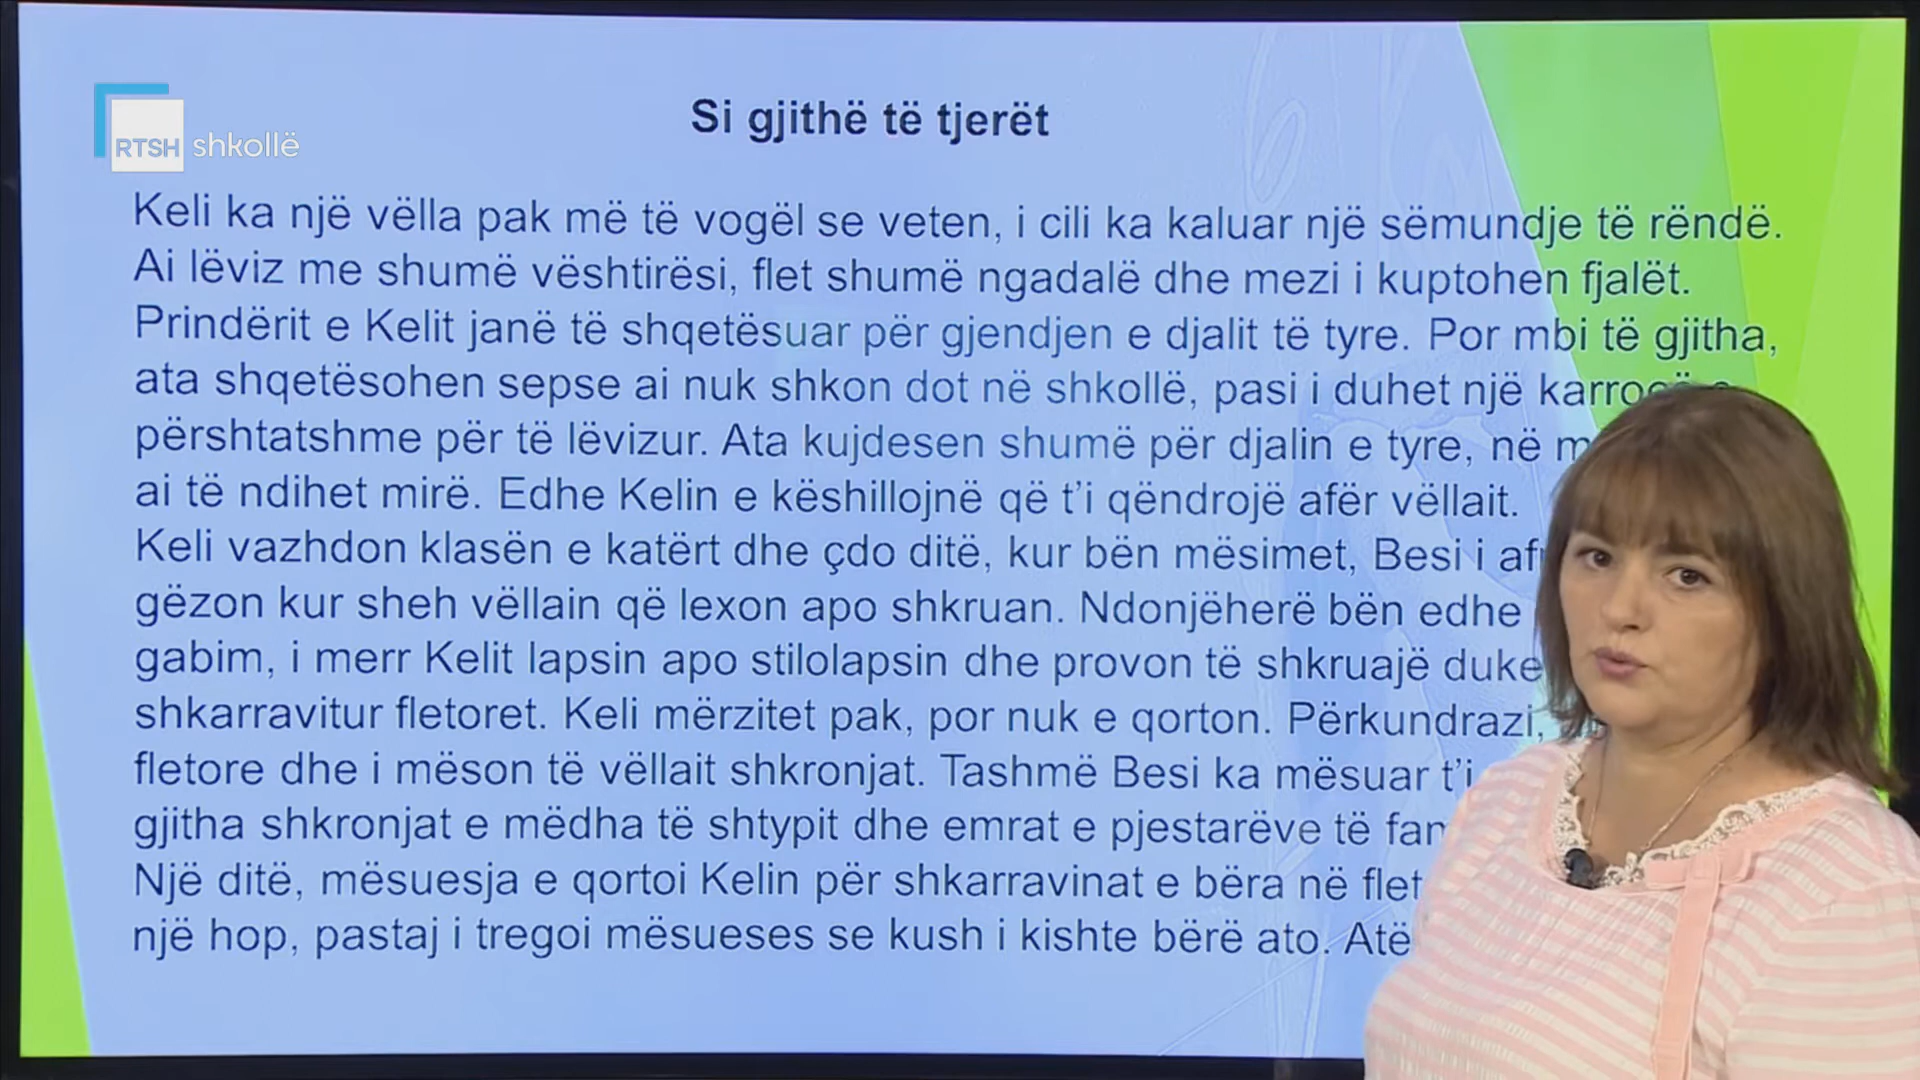 RTSH shkollë
Si gjithë të tjerët
Keli ka një vëlla pak më të vogël se veten, i cili ka kaluar një sëmundje të rëndë.
Ai lëviz me shumë vështirësi, flet shumë ngadalë dhe mezi i kuptohen fjalët.
Prindërit e Kelit janë të shqetësuar për gjendjen e djalit të tyre. Por mbi të gjitha,
ata shqetësohen sepse ai nuk shkon dot në shkollë, pasi i duhet një
përshtatshme për të lëvizur. Ata kujdesen shumë për djalin e tyre, në
ai të ndihet mirë. Edhe Kelin e këshillojnë që t’i qëndrojë afër vëllait.
Keli vazhdon klasën e katërt dhe çdo ditë, kur bën mësimet, Besi i
gëzon kur sheh vëllain që lexon apo shkruan. Ndonjëherë bën edhe
gabim, i merr Kelit lapsin apo stilolapsin dhe provon të shkruajë duke
shkarravitur fletoret. Keli mërzitet pak, por nuk e qorton. Përkundrazi,
fletore dhe i mëson të vëllait shkronjat. Tashmë Besi ka mësuar t’i
gjitha shkronjat e mëdha të shtypit dhe emrat e pjestarëve të
Një ditë, mësuesja e qortoi Kelin për shkarravinat e bëra në
një hop, pastaj i tregoi mësueses se kush i kishte bërë ato. Atë